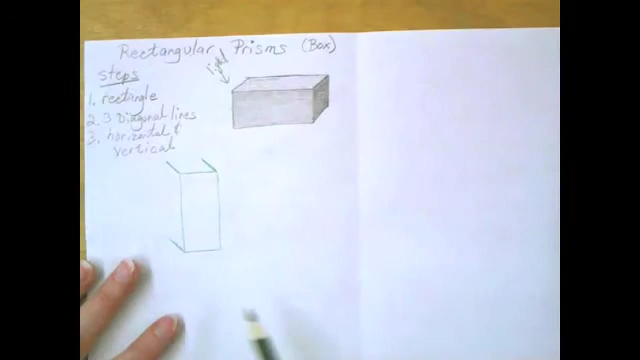 Rectangular Prisms (Box)
steps
light
1. rectangle
2. 3 Diagonal lines
3. horizontal &
vertical